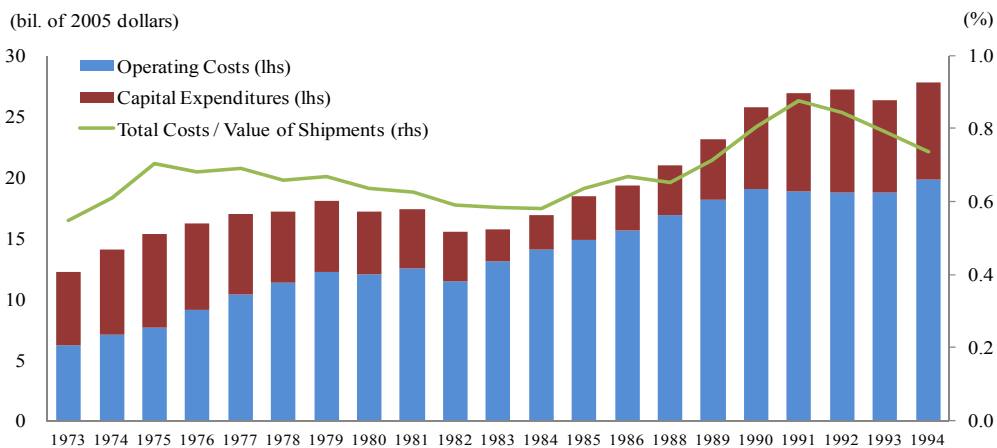 (bil. of 2005 dollars) (%)
30 1.0
Operating Costs (lhs)
Capital Expenditures (lhs)
25
0.8
Total Costs / Value of Shipments (rhs)
20
0.6
15
0.4
10
0.2
5
0 0.0
1973 1974 1975 1976 1977 1978 1979 1980 1981 1982 1983 1984 1985 1986 1988 1989 1990 1991 1992 1993 1994